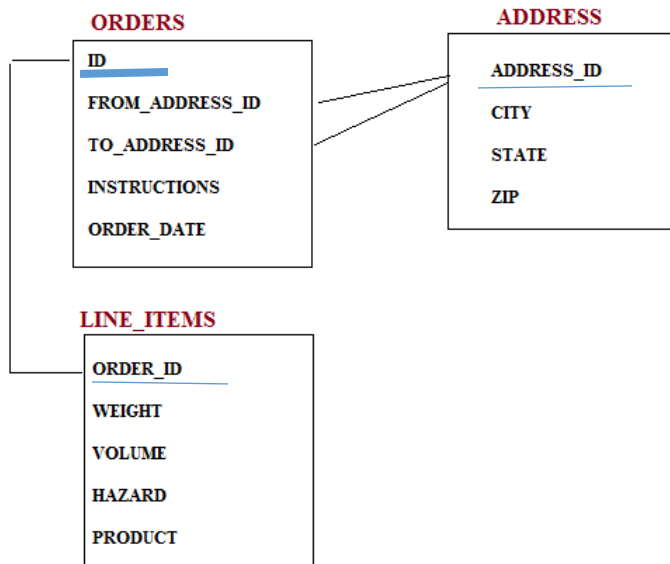 ORDERS
ID
FROM_ADDRESS_ID
TO_ADDRESS_ID
INSTRUCTIONS
ORDER_DATE
ADDRESS
ADDRESS_ID
CITY
STATE
ZIP
LINE_ITEMS
ORDER_ID
WEIGHT
VOLUME
HAZARD
PRODUCT